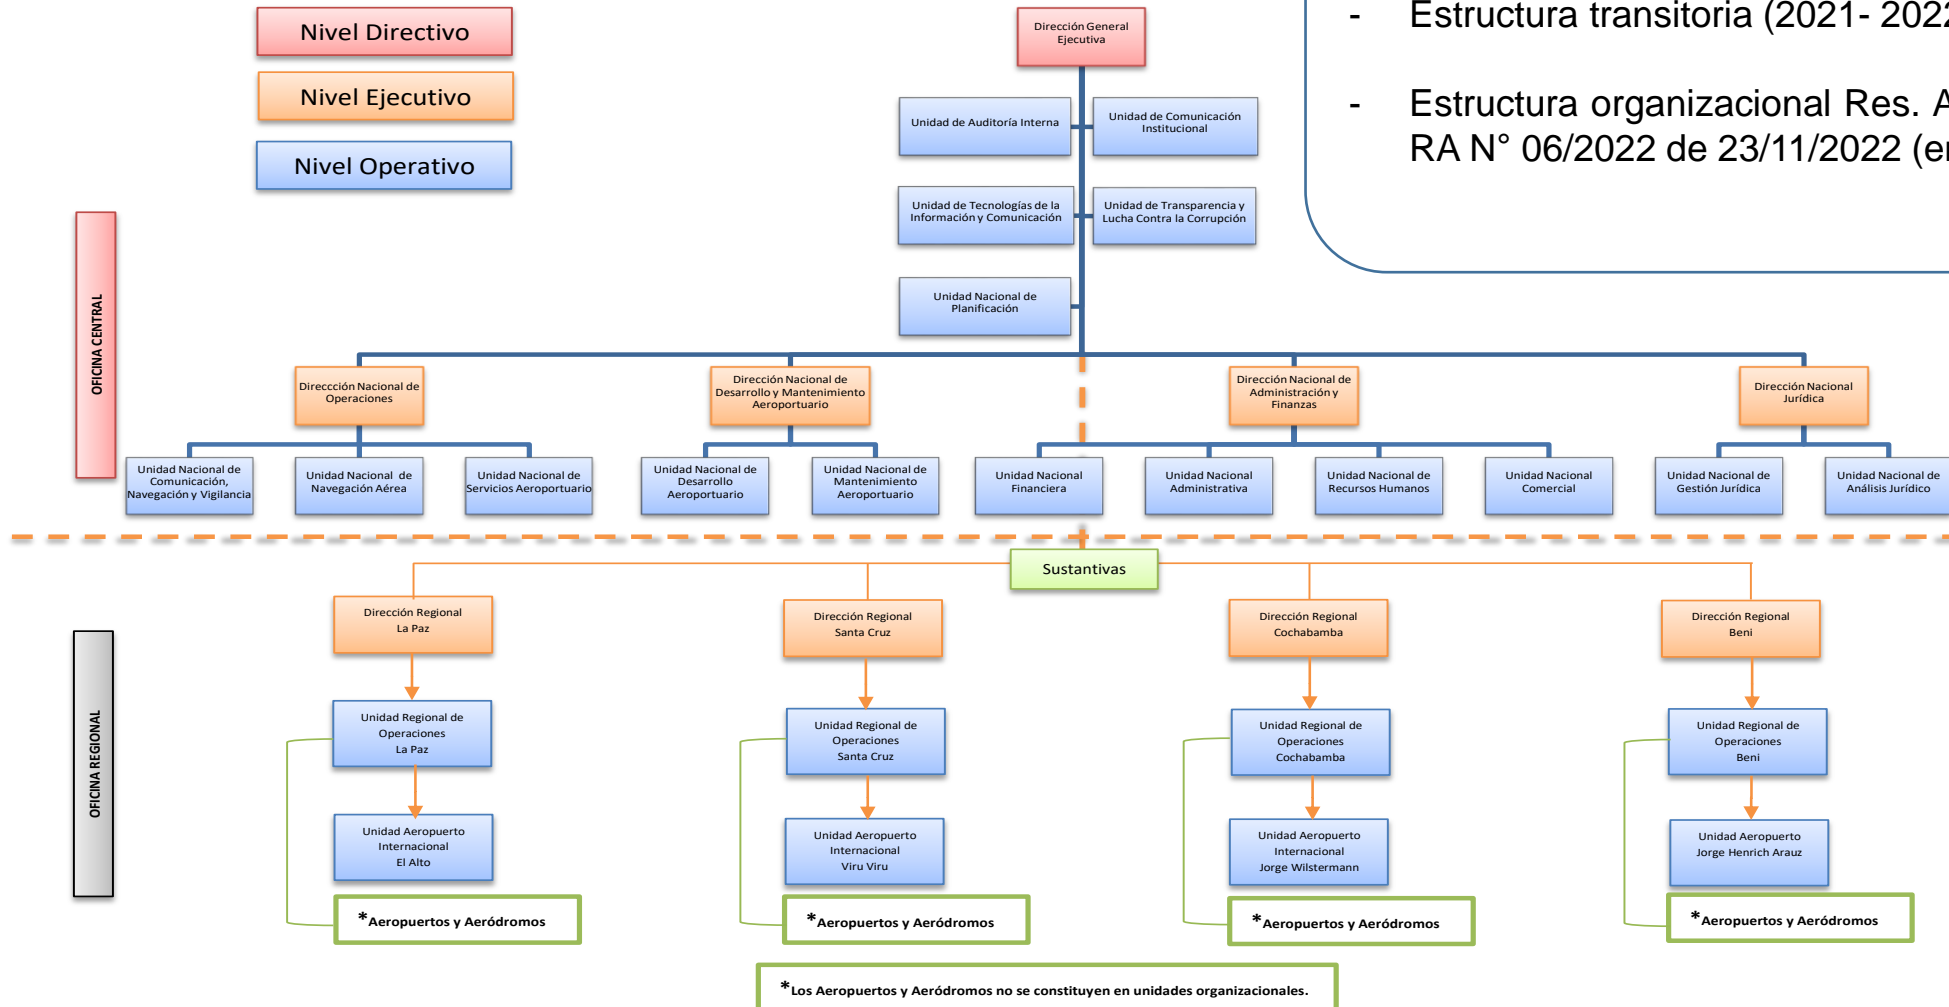 Nivel Directivo
Nivel Ejecutivo
Nivel Operativo
Dirección General
Ejecutiva
- Estructura transitoria (2021- 2022
- Estructura organizacional Res. A
RA N° 06/2022 de 23/11/2022 (en
Unidad de Auditoría Interna
Unidad de Comunicación
Institucional
Unidad de Tecnologías de la
Información y Comunicación
Unidad de Transparencia y
Lucha Contra la Corrupción
Unidad Nacional de
Planificación
OFICINA CENTRAL
Direccción Nacional de
Operaciones
Dirección Nacional de
Desarrollo y Mantenimiento
Aeroportuario
Dirección Nacional de
Administración y
Finanzas
Dirección Nacional
Jurídica
Unidad Nacional de
Comunicación,
Navegación y Vigilancia
Unidad Nacional de
Navegación Aérea
Unidad Nacional de
Servicios Aeroportuario
Unidad Nacional de
Desarrollo
Aeroportuario
Unidad Nacional de
Mantenimiento
Aeroportuario
Unidad Nacional
Financiera
Unidad Nacional
Administrativa
Unidad Nacional de
Recursos Humanos
Unidad Nacional
Comercial
Unidad Nacional de
Gestión Jurídica
Unidad Nacional de
Análisis Jurídico
Sustantivas
OFICINA REGIONAL
Dirección Regional
La Paz
Dirección Regional
Santa Cruz
Dirección Regional
Cochabamba
Dirección Regional
Beni
Unidad Regional de
Operaciones
La Paz
Unidad Regional de
Operaciones
Santa Cruz
Unidad Regional de
Operaciones
Cochabamba
Unidad Regional de
Operaciones
Beni
Unidad Aeropuerto
Internacional
El Alto
Unidad Aeropuerto
Internacional
Viru Viru
Unidad Aeropuerto
Internacional
Jorge Wilstermann
Unidad Aeropuerto
Jorge Henrich Arauz
*Aeropuertos y Aeródromos
*Aeropuertos y Aeródromos
*Aeropuertos y Aeródromos
*Aeropuertos y Aeródromos
*Los Aeropuertos y Aeródromos no se constituyen en unidades organizacionales.